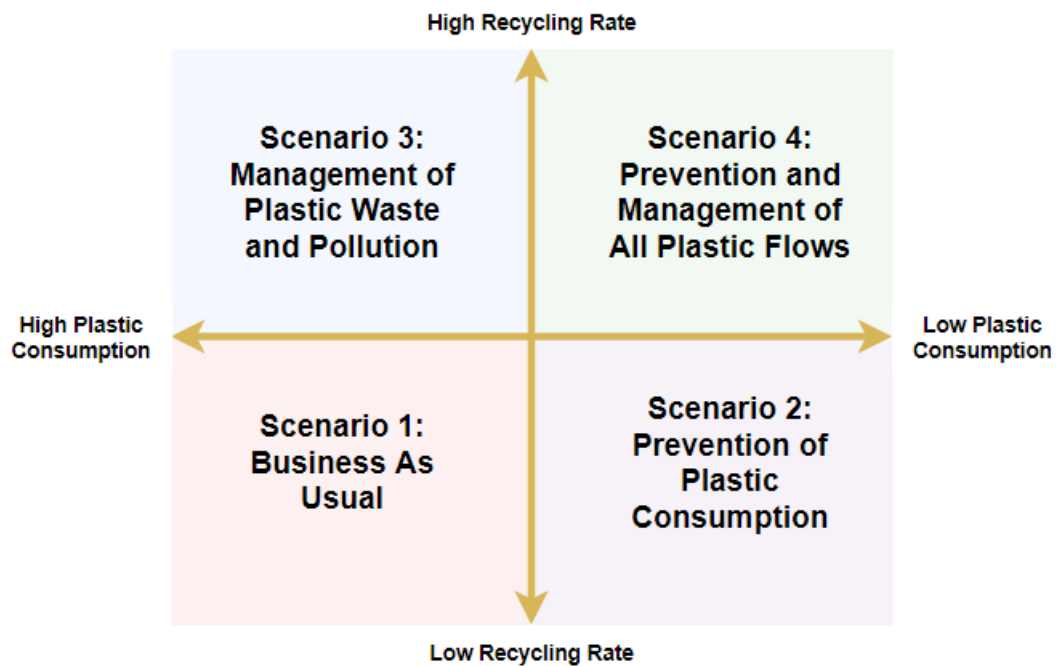 High Recycling Rate
Scenario 3:
Management of
Plastic Waste
and Pollution
Scenario 4:
Prevention and
Management of
All Plastic Flows
High Plastic
Consumption
Low Plastic
Consumption
Scenario 1:
Business As
Usual
Scenario 2:
Prevention of
Plastic
Consumption
Low Recycling Rate